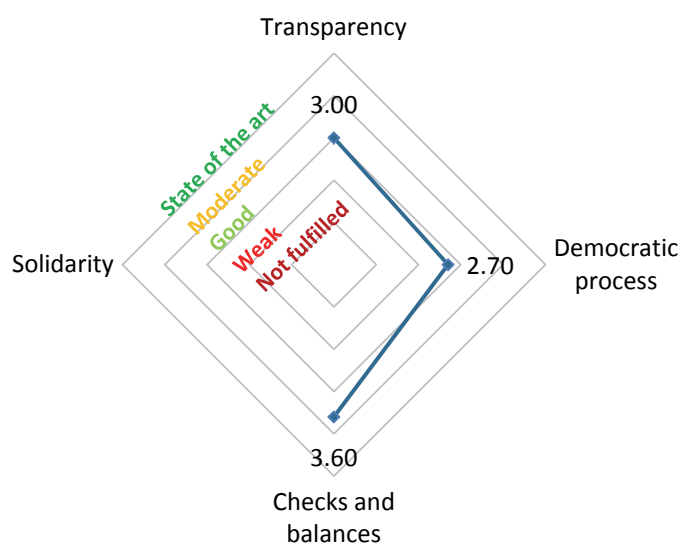 Transparency
3.00
State of the art
Moderate
Good
Weak
Not fulfilled
Solidarity
2.70
Democratic
process
3.60
Checks and
balances